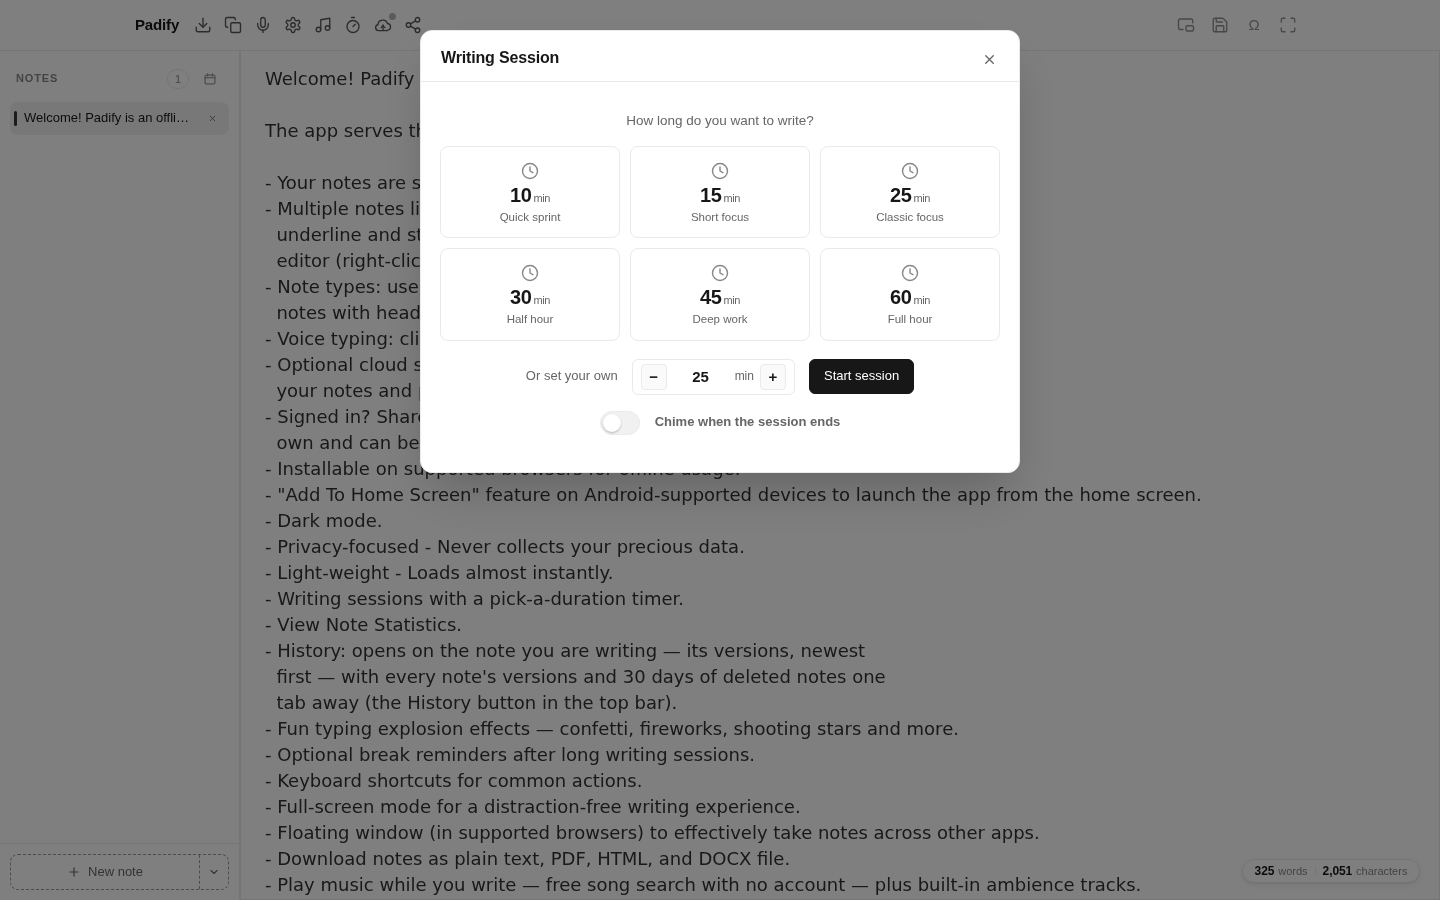 Padify
Ω
Writing Session
NOTES
1
Welcome! Padify is an offli…
Welcome! Padify
The app serves
- Your notes are
- Multiple notes
underline and
editor (right-clic
- Note types: use
notes with head
- Voice typing: cli
- Optional cloud
your notes and
- Signed in? Share
own and can be
- Installable on supported browsers for offline usage.
- "Add To Home Screen" feature on Android-supported devices to launch the app from the home screen.
- Dark mode.
- Privacy-focused - Never collects your precious data.
- Light-weight - Loads almost instantly.
- Writing sessions with a pick-a-duration timer.
- View Note Statistics.
- History: opens on the note you are writing — its versions, newest
first — with every note's versions and 30 days of deleted notes one
tab away (the History button in the top bar).
- Fun typing explosion effects — confetti, fireworks, shooting stars and more.
- Optional break reminders after long writing sessions.
- Keyboard shortcuts for common actions.
- Full-screen mode for a distraction-free writing experience.
- Floating window (in supported browsers) to effectively take notes across other apps.
- Download notes as plain text, PDF, HTML, and DOCX file.
- Play music while you write — free song search with no account — plus built-in ambience tracks.
How long do you want to write?
10 min
Quick sprint
15 min
Short focus
25 min
Classic focus
30 min
Half hour
45 min
Deep work
60 min
Full hour
Or set your own − 25 min + Start session
Chime when the session ends
New note
325 words 2,051 characters